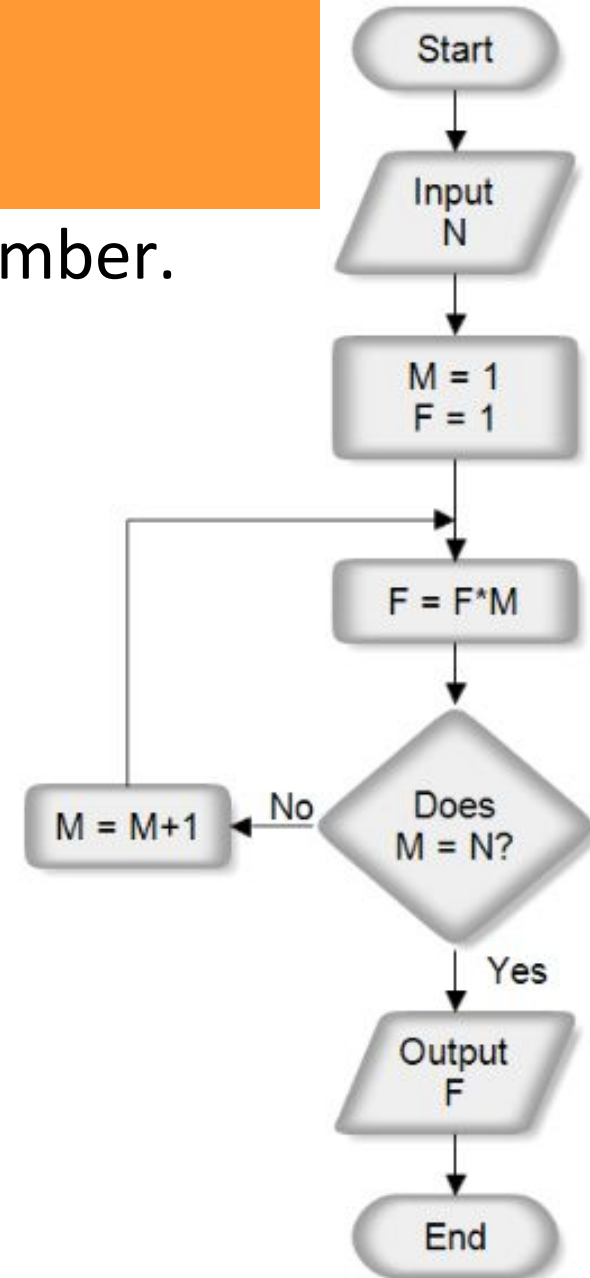 mber.
Start
Input
N
M = 1
F = 1
F = F*M
Does
M = N?
No
M = M+1
Yes
Output
F
End